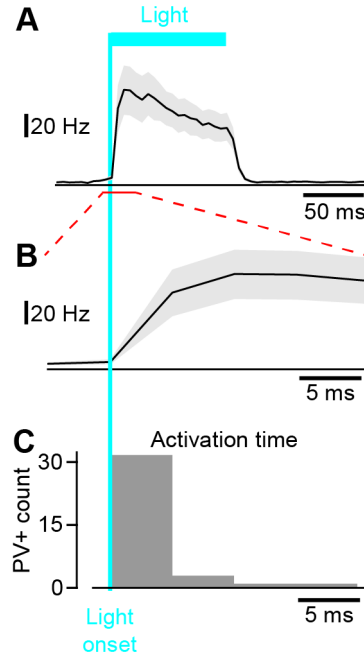 A
Light
20 Hz
50 ms
B
20 Hz
5 ms
C
Activation time
PV+ count
30
15
0
5 ms
Light
onset